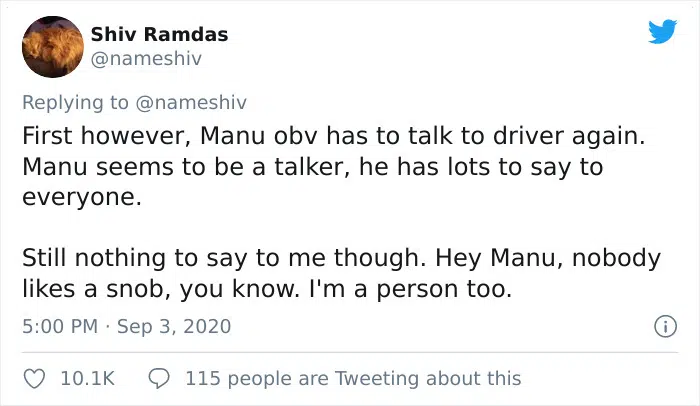 Shiv Ramdas
@nameshiv
Replying to @nameshiv
First however, Manu obv has to talk to driver again.
Manu seems to be a talker, he has lots to say to
everyone.
Still nothing to say to me though. Hey Manu, nobody
likes a snob, you know. I'm a person too.
5:00 PM · Sep 3, 2020
10.1K 115 people are Tweeting about this